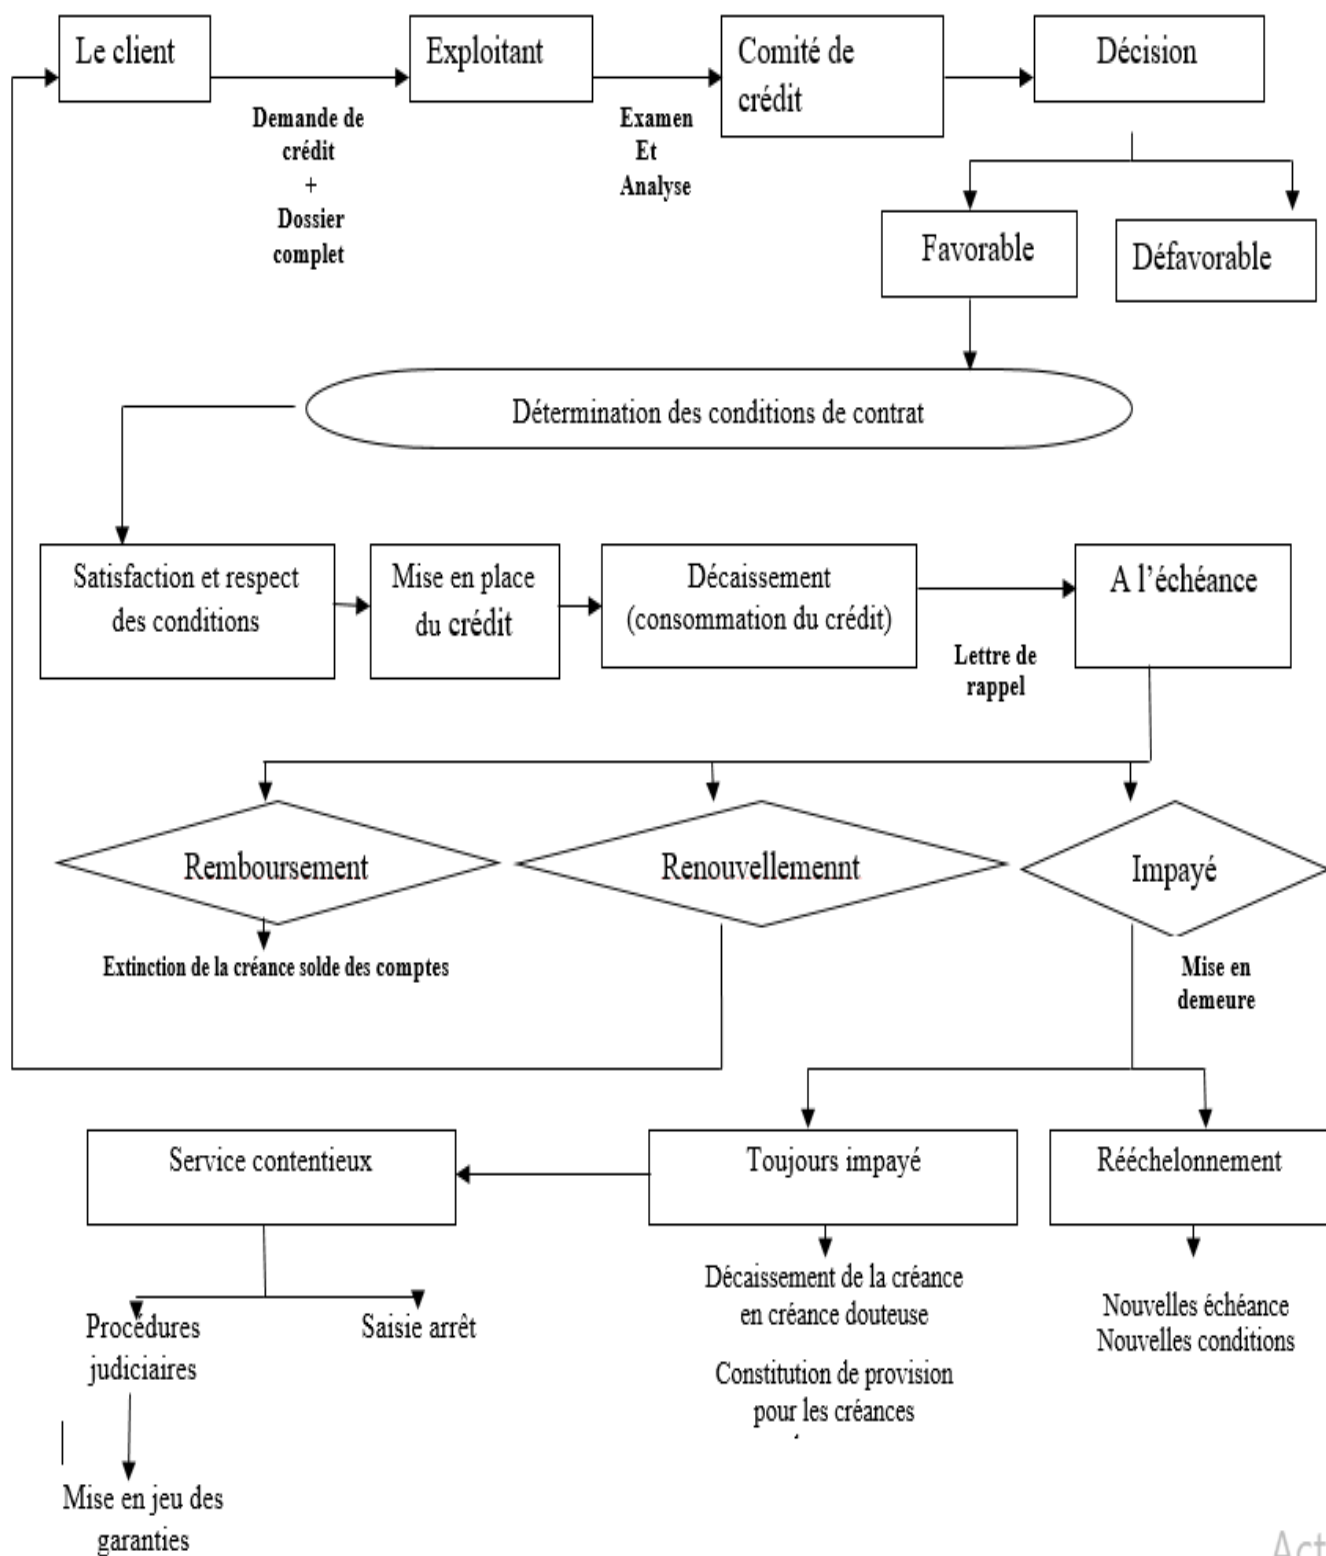 Le client
Exploitant
Comité de
crédit
Décision
Demande de
crédit
+
Dossier
complet
Examen
Et
Analyse
Favorable
Défavorable
Détermination des conditions de contrat
Satisfaction et respect
des conditions
Mise en place
du crédit
Décaissement
(consommation du crédit)
A l’échéance
Lettre de
rappel
Remboursement
Renouvellemennt
Impayé
Extinction de la créance solde des comptes
Mise en
demeure
Service contentieux
Toujours impayé
Rééchelonnement
Procédures
judiciaires
Saisie arrêt
Décaissement de la créance
en créance douteuse
Constitution de provision
pour les créances
Nouvelles échéance
Nouvelles conditions
Mise en jeu des
garanties
Act